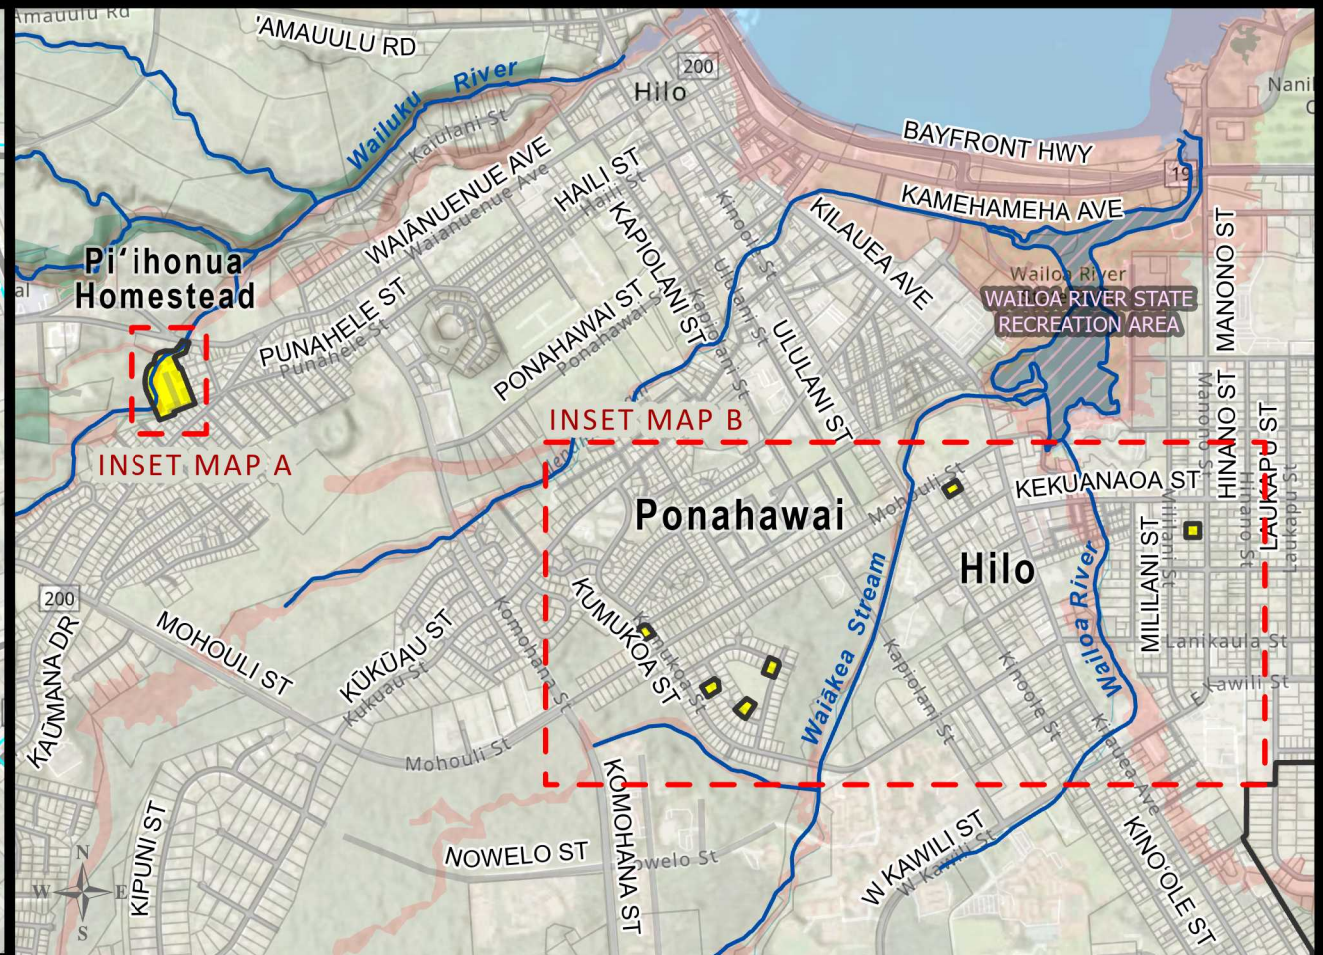 Amauulu Rd
'AMAUULU RD
200
Hilo
Wailuku River
Kaiulani St
BAYFRONT HWY
19
WAIĀNUENUE AVE
Waianuenue Ave
HAILI ST
Haili St
KAMEHAMEHA AVE
Kinoole St
KAPIOLANI ST
Kapiolani St
KILAUEA AVE
MANONO ST
Manono St
Pi‘ihonua
Homestead
Wailoa River
WAILOA RIVER STATE
RECREATION AREA
PUNAHELE ST
Punahele St
PONAHAWAI ST
Ponahawai St
Ululani St
ULULANI ST
INSET MAP A
INSET MAP B
HINANO ST
Hinano St
LAUKAPU ST
Laukapu St
KEKUANAOA ST
Ponahawai
Mohouli St
Hilo
Waiākea Stream
Wailoa River
MILILANI ST
Mililani St
Lanikaula St
E Kawili St
200
KAŪMANA DR
MOHOULI ST
KŪKŪAU ST
Kukuau St
Komohana St
KUMUKOA ST
Kumukoa St
Kapiolani St
Kinoole St
Kilauea Ave
Mohouli St
KOMOHANA ST
NOWELO ST
Nowelo St
KIPUNI ST
W KAWILI ST
W Kawili St
KINO'OLE ST
N
W E
S